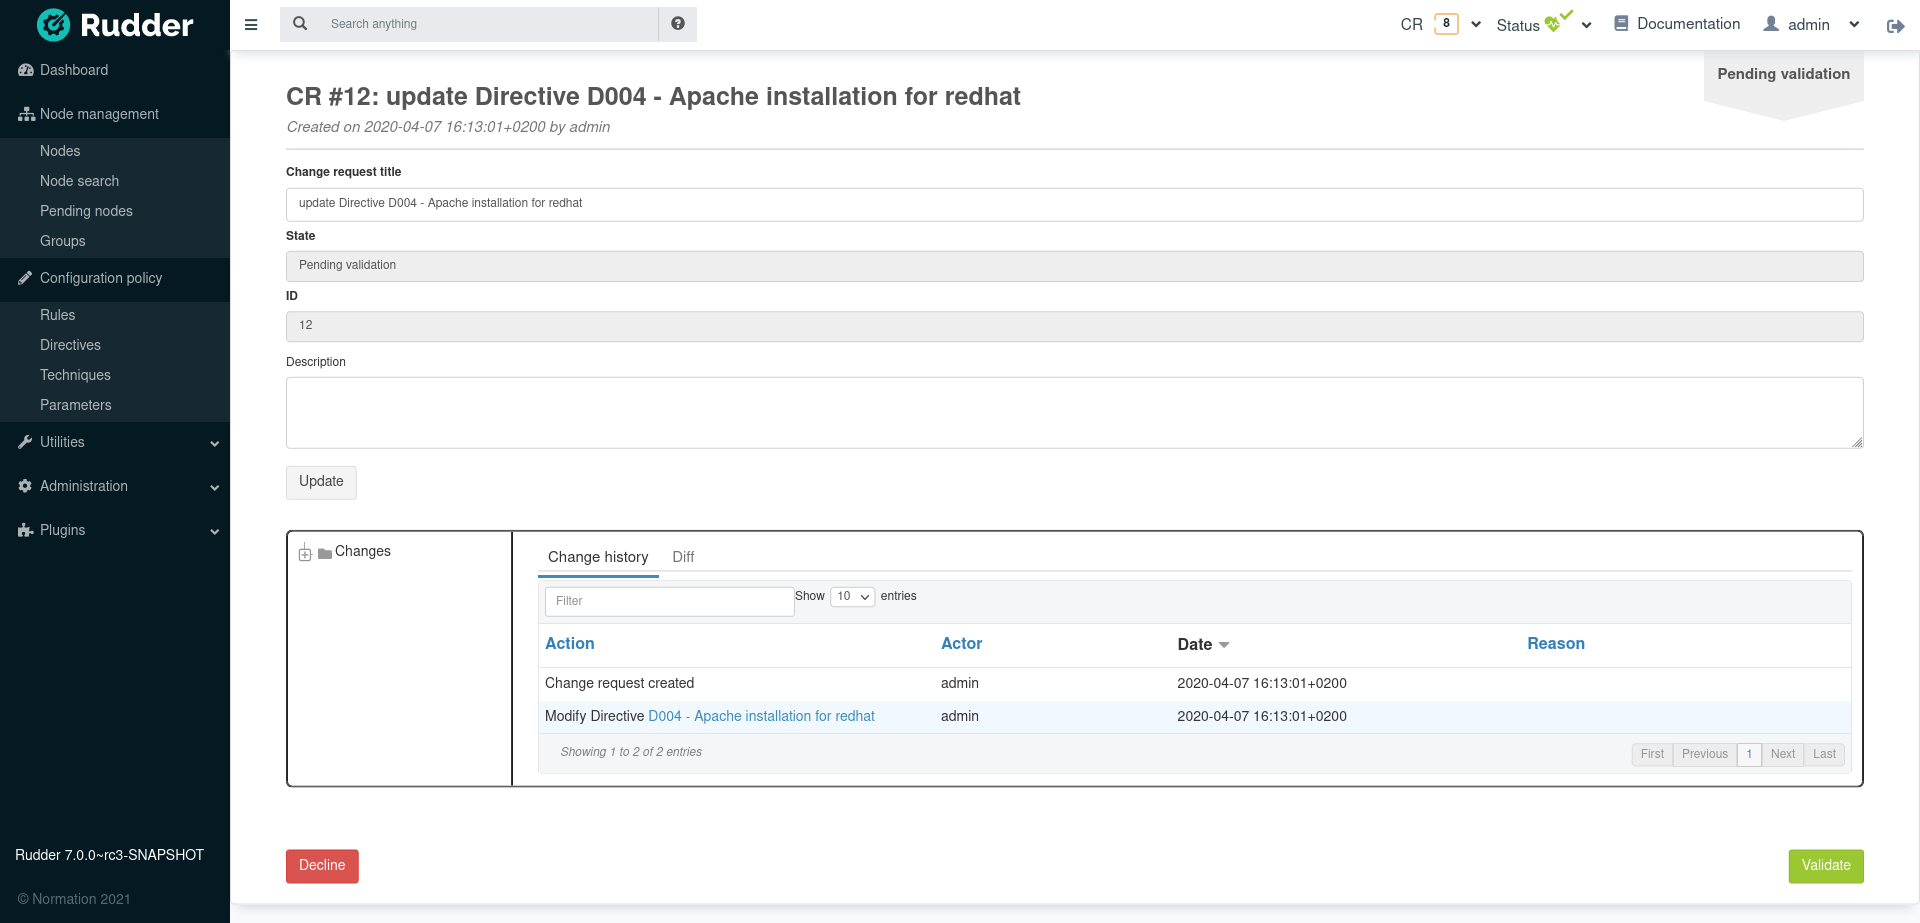 Rudder
Search anything
CR 8
Status
Documentation
admin
Dashboard
Node management
Nodes
Node search
Pending nodes
Groups
Configuration policy
Rules
Directives
Techniques
Parameters
Utilities
Administration
Plugins
Rudder 7.0.0~rc3-SNAPSHOT
© Normation 2021
Pending validation
CR #12: update Directive D004 - Apache installation for redhat
Created on 2020-04-07 16:13:01+0200 by admin
Change request title
update Directive D004 - Apache installation for redhat
State
Pending validation
ID
12
Description
Update
Changes
Change history Diff
Filter Show 10 entries
Action Actor Date Reason
Change request created admin 2020-04-07 16:13:01+0200
Modify Directive D004 - Apache installation for redhat admin 2020-04-07 16:13:01+0200
Showing 1 to 2 of 2 entries
First Previous 1 Next Last
Decline
Validate